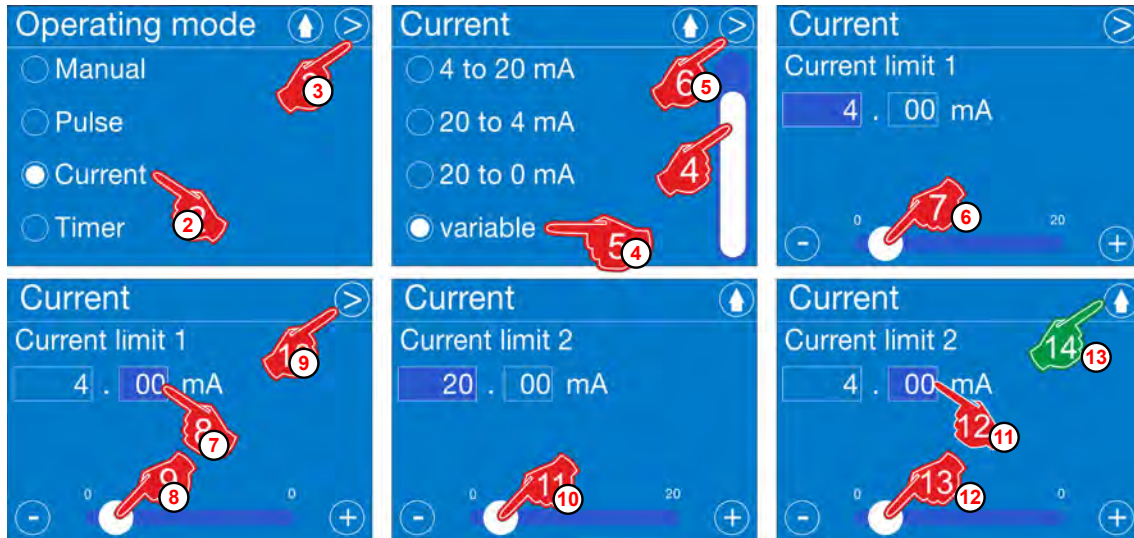 Operating mode
Manual
Pulse
Current
Timer
2
3
Current
4 to 20 mA
20 to 4 mA
20 to 0 mA
variable
6
5
4
5
4
Current
Current limit 1
4 . 00 mA
7
6
0 20
- +
Current
Current limit 1
4 . 00 mA
9
8
7
9
8
0 0
- +
Current
Current limit 2
20 . 00 mA
11
10
0 20
- +
Current
Current limit 2
4 . 00 mA
14
13
12
11
13
12
0 0
- +